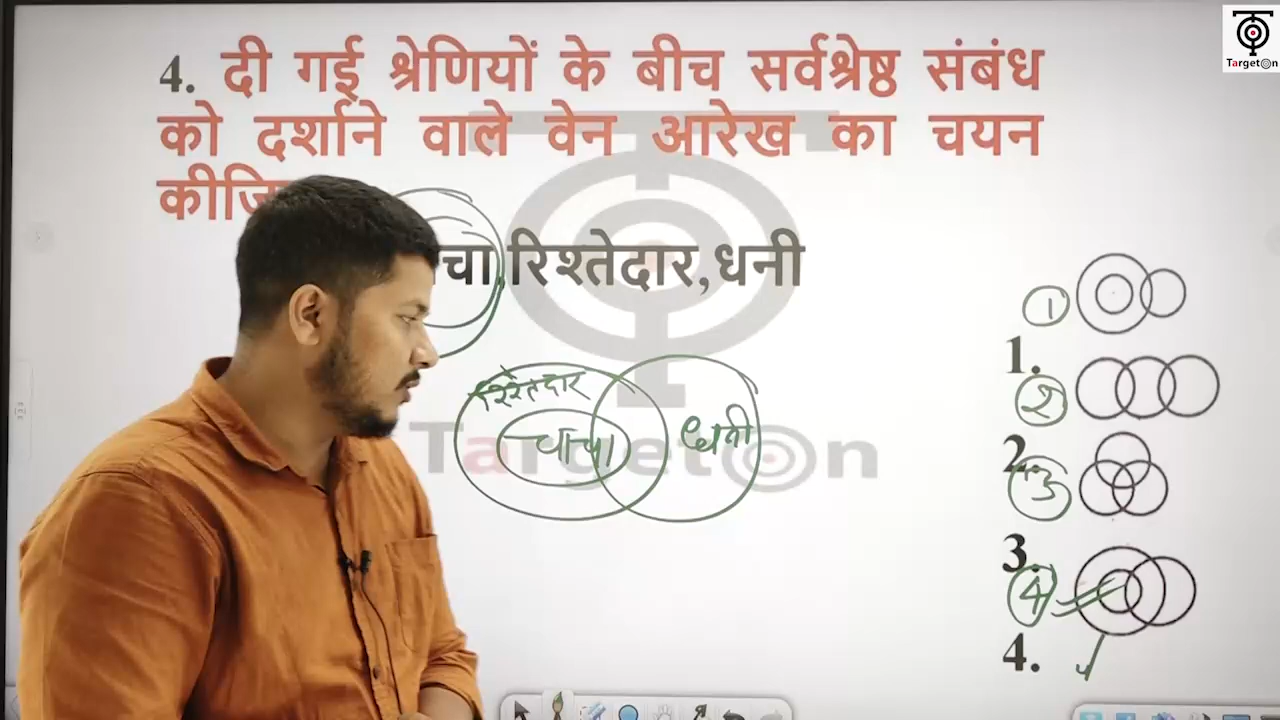 4. दी गई श्रेणियों के बीच सर्वश्रेष्ठ संबंध
को दर्शाने वाले वेन आरेख का चयन
चा,रिश्तेदार,धनी
रिश्तेदार
चाचा
धनी
1
1.
2
2.
3
3.
4
4.
TargetOn
TargetOn